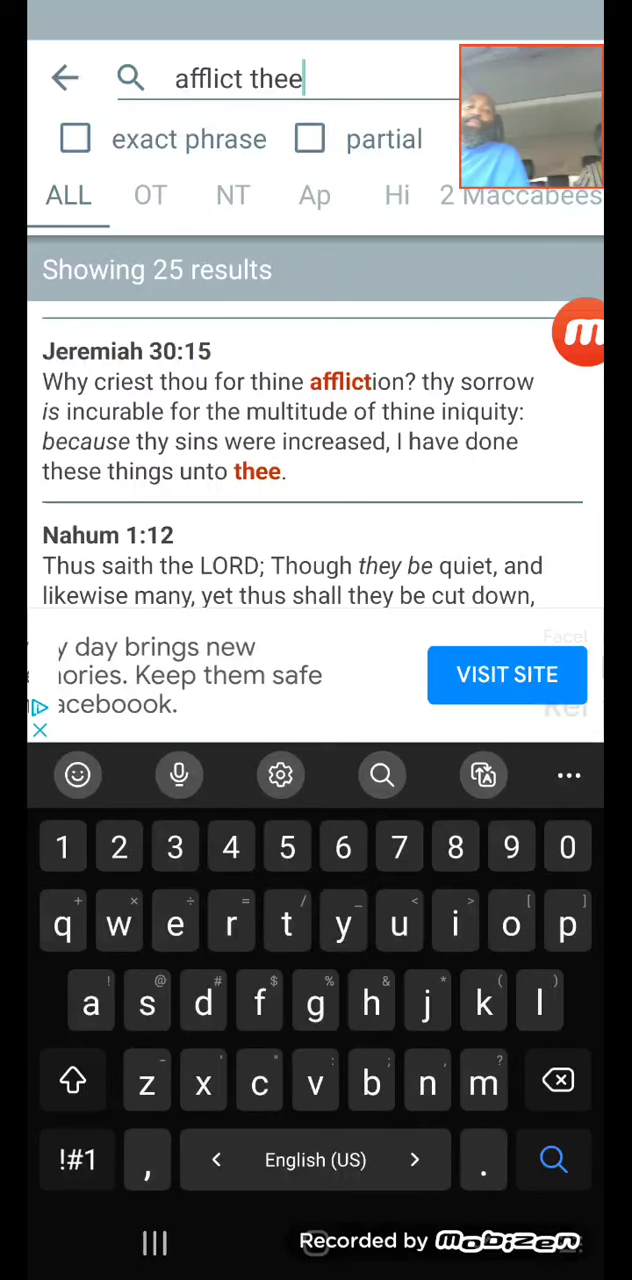 afflict thee
exact phrase partial
ALL OT NT Ap Hi 2 Maccabees
Showing 25 results
Jeremiah 30:15
Why criest thou for thine affliction? thy sorrow
is incurable for the multitude of thine iniquity:
because thy sins were increased, I have done
these things unto thee.
Nahum 1:12
Thus saith the LORD; Though they be quiet, and
likewise many, yet thus shall they be cut down,
y day brings new
ories. Keep them safe
aceboook.
VISIT SITE
1 2 3 4 5 6 7 8 9 0
q w e r t y u i o p
a s d f g h j k l
z x c v b n m
!#1 , < English (US) > .
Recorded by mobizen